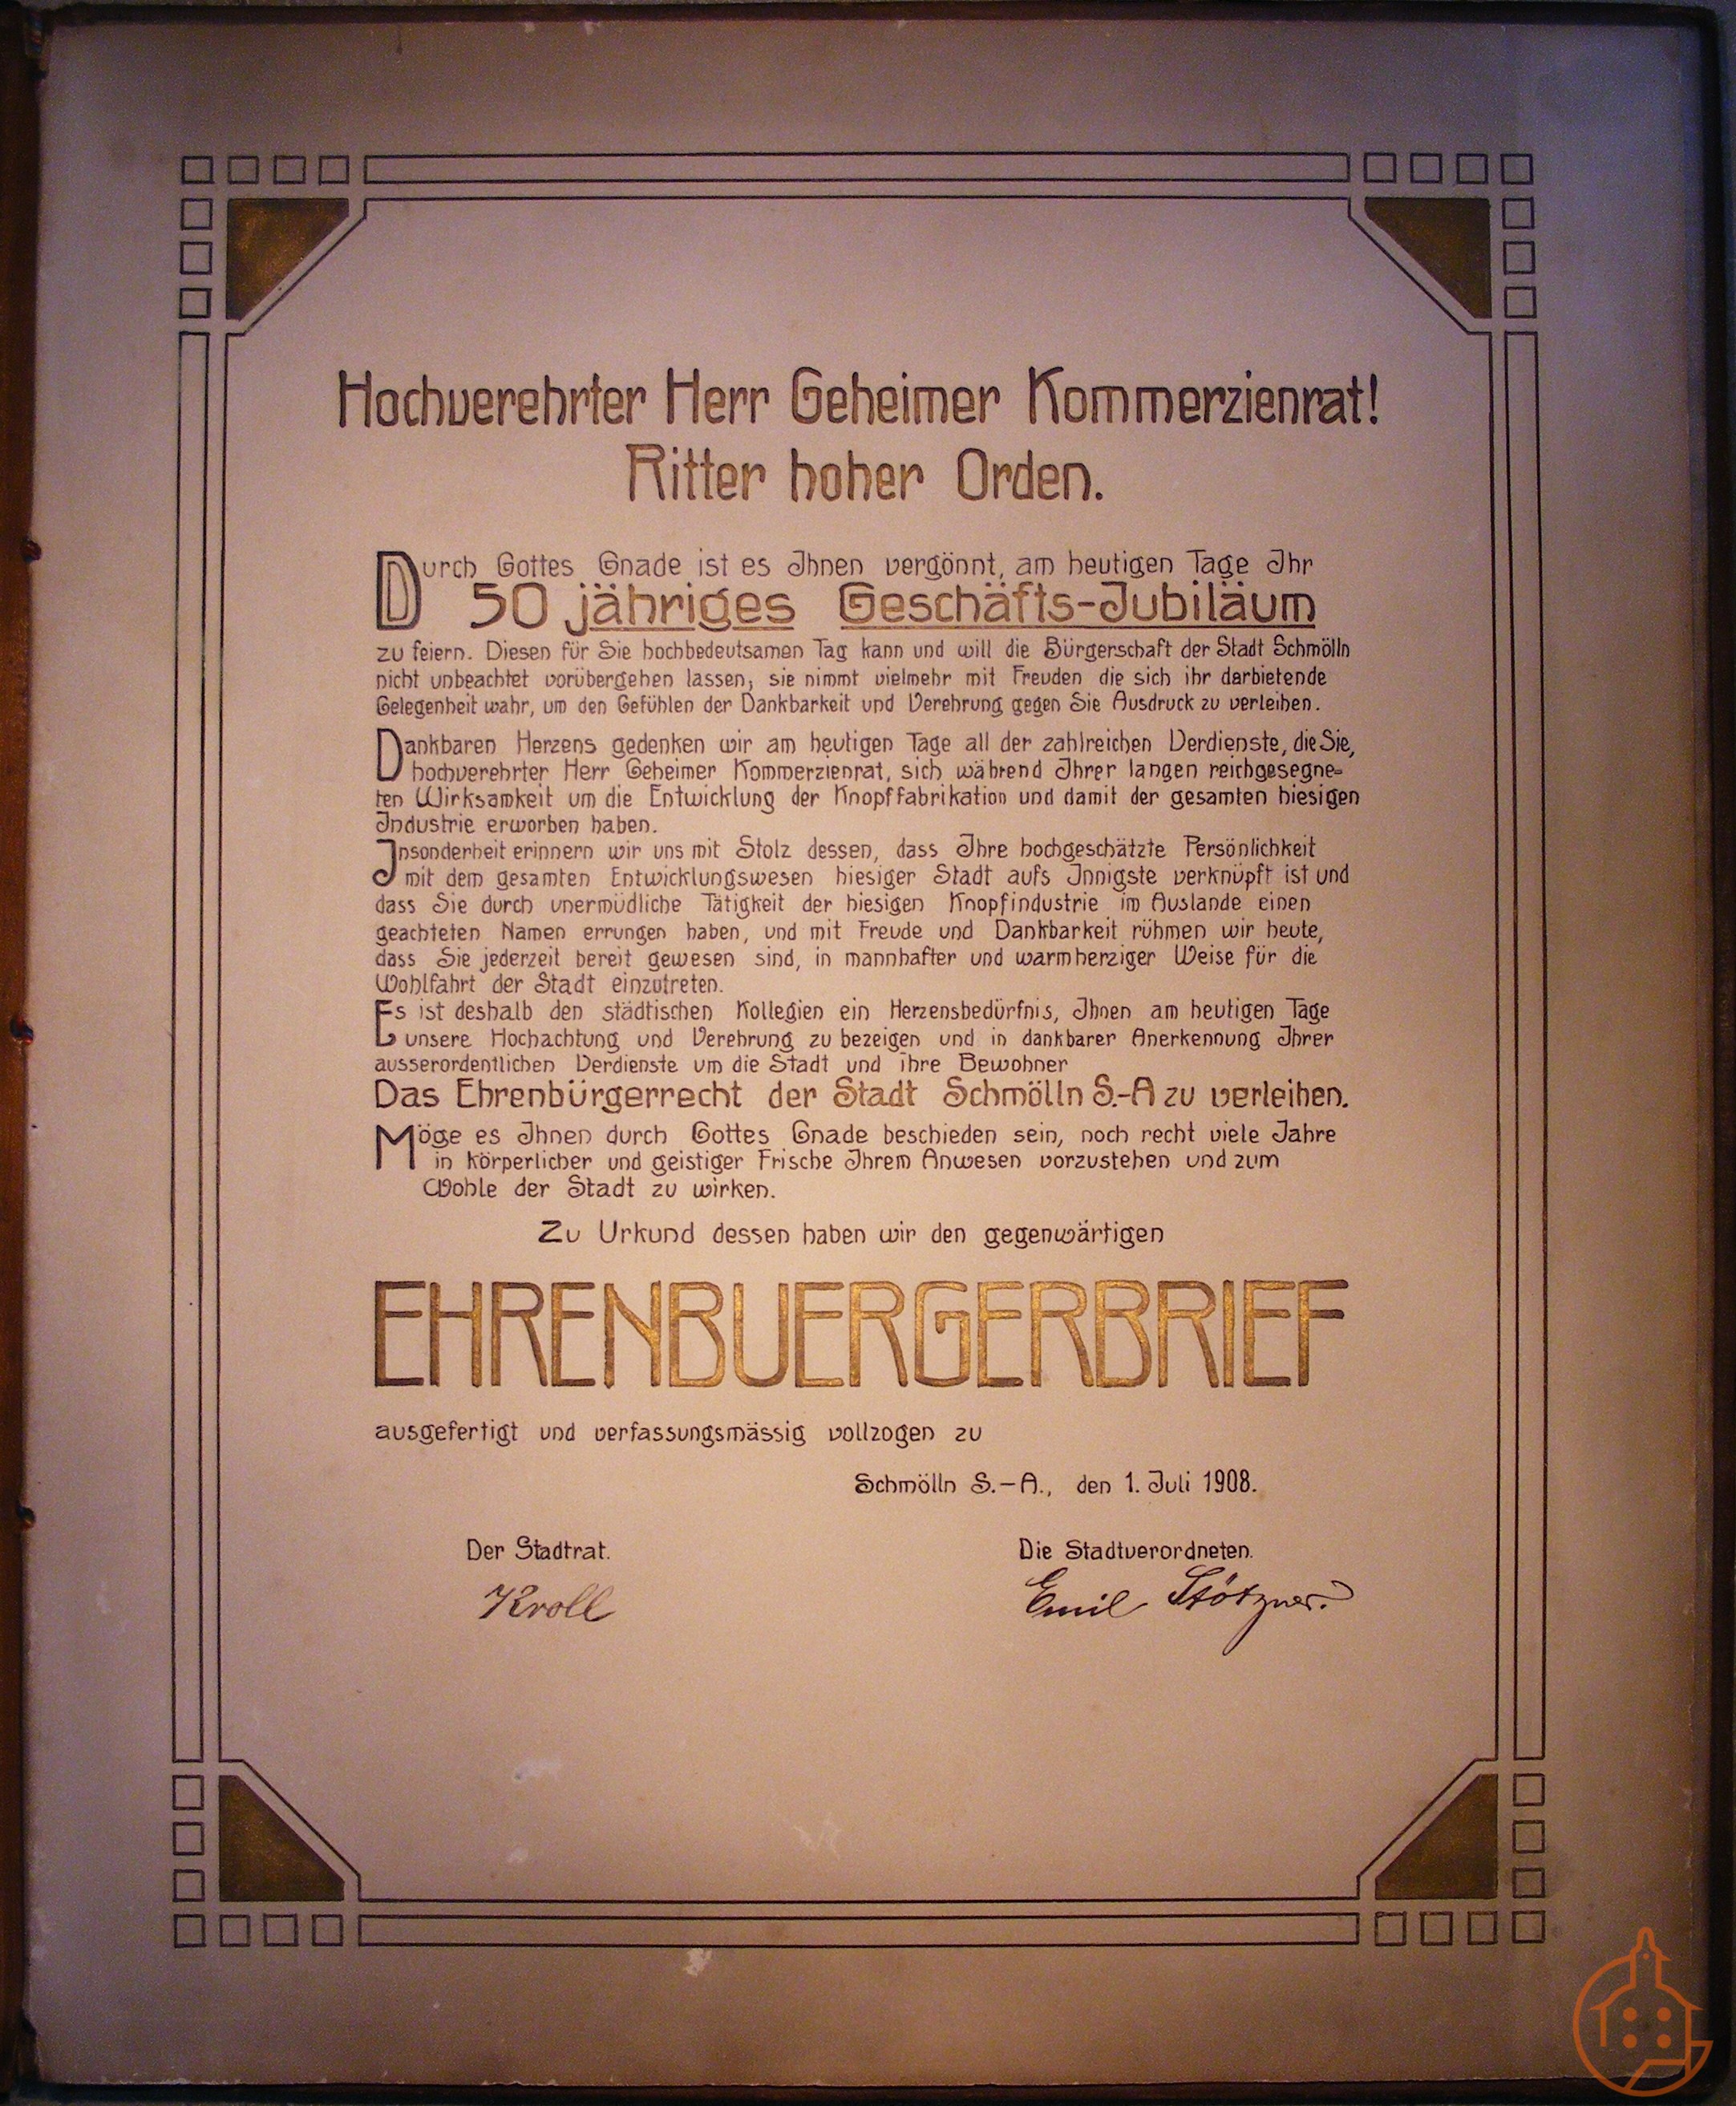 Hochverehrter Herr Geheimer Kommerzienrat!
Ritter hoher Orden.
Durch Gottes Gnade ist es Ihnen vergönnt, am heutigen Tage Ihr
50 jähriges Geschäfts-Jubiläum
zu feiern. Diesen für Sie hochbedeutsamen Tag kann und will die Bürgerschaft der Stadt Schmölln
nicht unbeachtet vorübergehen lassen; sie nimmt vielmehr mit Freuden die sich ihr darbietende
Gelegenheit wahr, um den Gefühlen der Dankbarkeit und Verehrung gegen Sie Ausdruck zu verleihen.
Dankbaren Herzens gedenken wir am heutigen Tage all der zahlreichen Verdienste, die Sie,
hochverehrter Herr Geheimer Kommerzienrat, sich während Ihrer langen reichgesegne=
ten Wirksamkeit um die Entwicklung der Knopffabrikation und damit der gesamten hiesigen
Industrie erworben haben.
Insonderheit erinnern wir uns mit Stolz dessen, dass Ihre hochgeschätzte Persönlichkeit
mit dem gesamten Entwicklungswesen hiesiger Stadt aufs Innigste verknüpft ist und
dass Sie durch unermüdliche Tätigkeit der hiesigen Knopfindustrie im Auslande einen
geachteten Namen errungen haben, und mit Freude und Dankbarkeit rühmen wir heute,
dass Sie jederzeit bereit gewesen sind, in mannhafter und warmherziger Weise für die
Wohlfahrt der Stadt einzutreten.
Es ist deshalb den städtischen Kollegien ein Herzensbedürfnis, Ihnen am heutigen Tage
unsere Hochachtung und Verehrung zu bezeigen und in dankbarer Anerkennung Ihrer
ausserordentlichen Verdienste um die Stadt und ihre Bewohner
Das Ehrenbürgerrecht der Stadt Schmölln S.-A zu verleihen.
Möge es Ihnen durch Gottes Gnade beschieden sein, noch recht viele Jahre
in körperlicher und geistiger Frische Ihrem Anwesen vorzustehen und zum
Wohle der Stadt zu wirken.
Zu Urkund dessen haben wir den gegenwärtigen
EHRENBUERGERBRIEF
ausgefertigt und verfassungsmässig vollzogen zu
Schmölln S.-A., den 1. Juli 1908.
Der Stadtrat. Die Stadtverordneten.
Kroll Emil Stötzner.